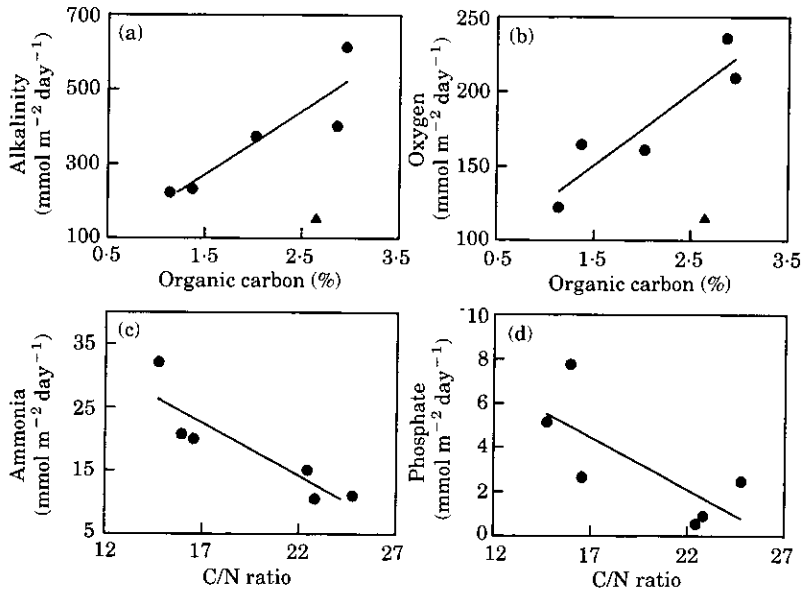 700
500
300
100
(a)
Alkalinity
(mmol m⁻² day⁻¹)
0·5 1·5 2·5 3·5
Organic carbon (%)
250
200
150
100
(b)
Oxygen
(mmol m⁻² day⁻¹)
0·5 1·5 2·5 3·5
Organic carbon (%)
35
25
15
5
(c)
Ammonia
(mmol m⁻² day⁻¹)
12 17 22 27
C/N ratio
10
8
6
4
2
0
(d)
Phosphate
(mmol m⁻² day⁻¹)
12 17 22 27
C/N ratio